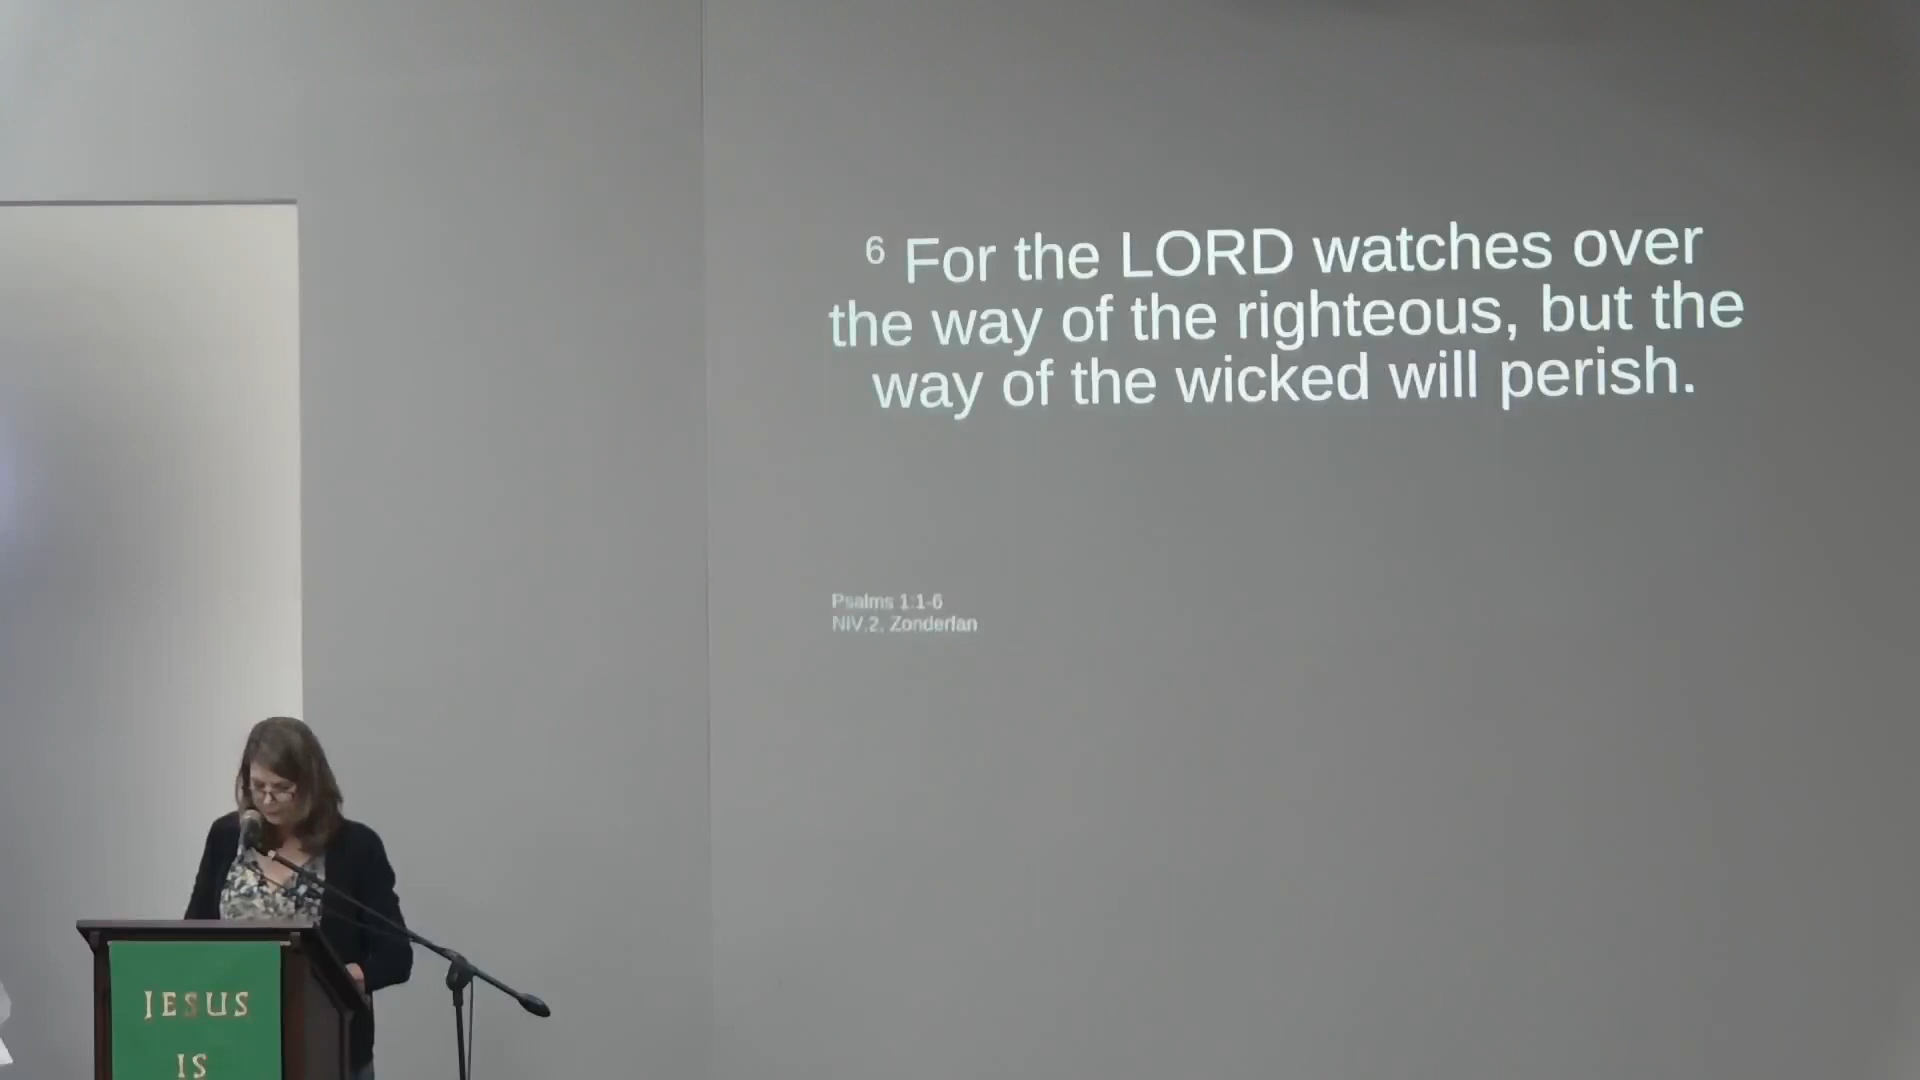 6 For the LORD watches over
the way of the righteous, but the
way of the wicked will perish.
Psalms 1:1-6
NIV.2, Zonderfan
JESUS
IS